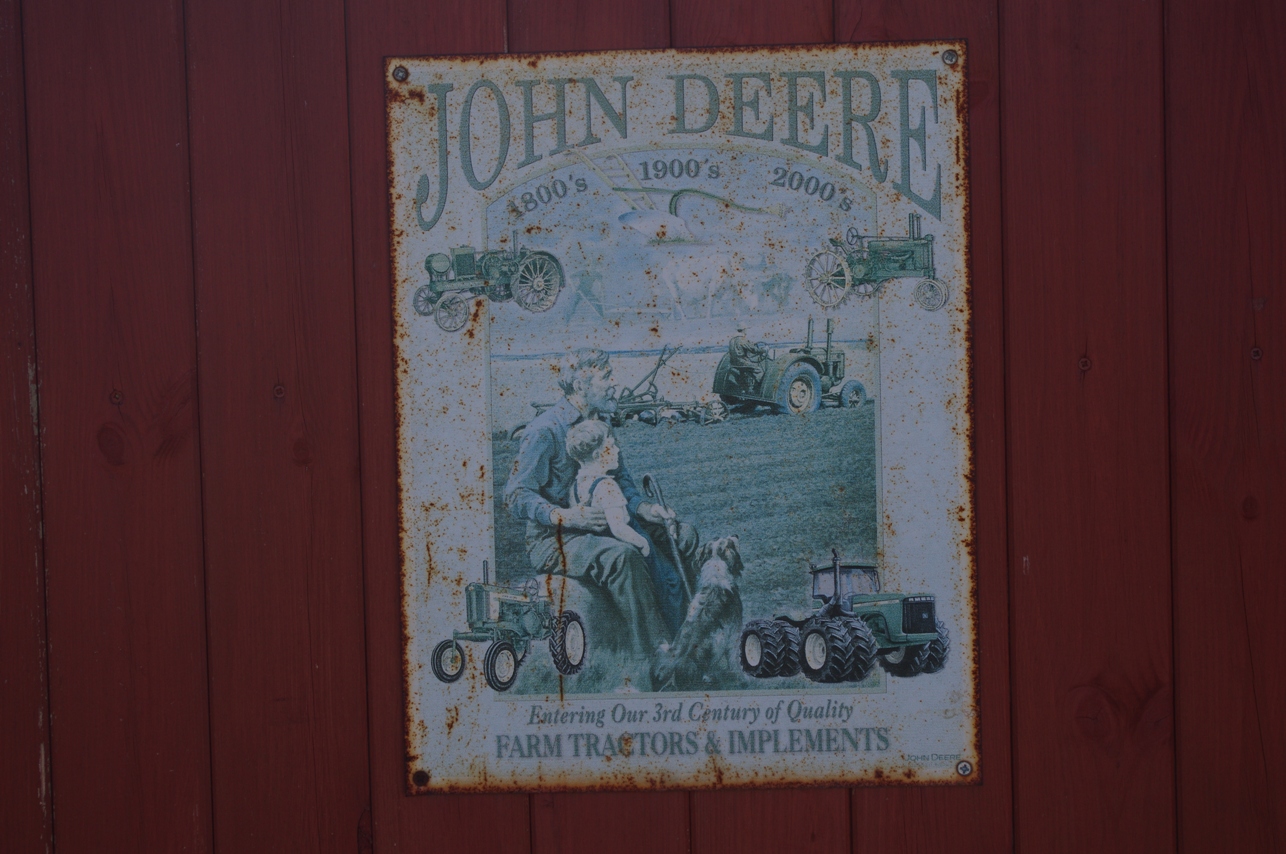 JOHN DEERE
1800's 1900's 2000's
Entering Our 3rd Century of Quality
FARM TRACTORS & IMPLEMENTS
JOHN DEERE